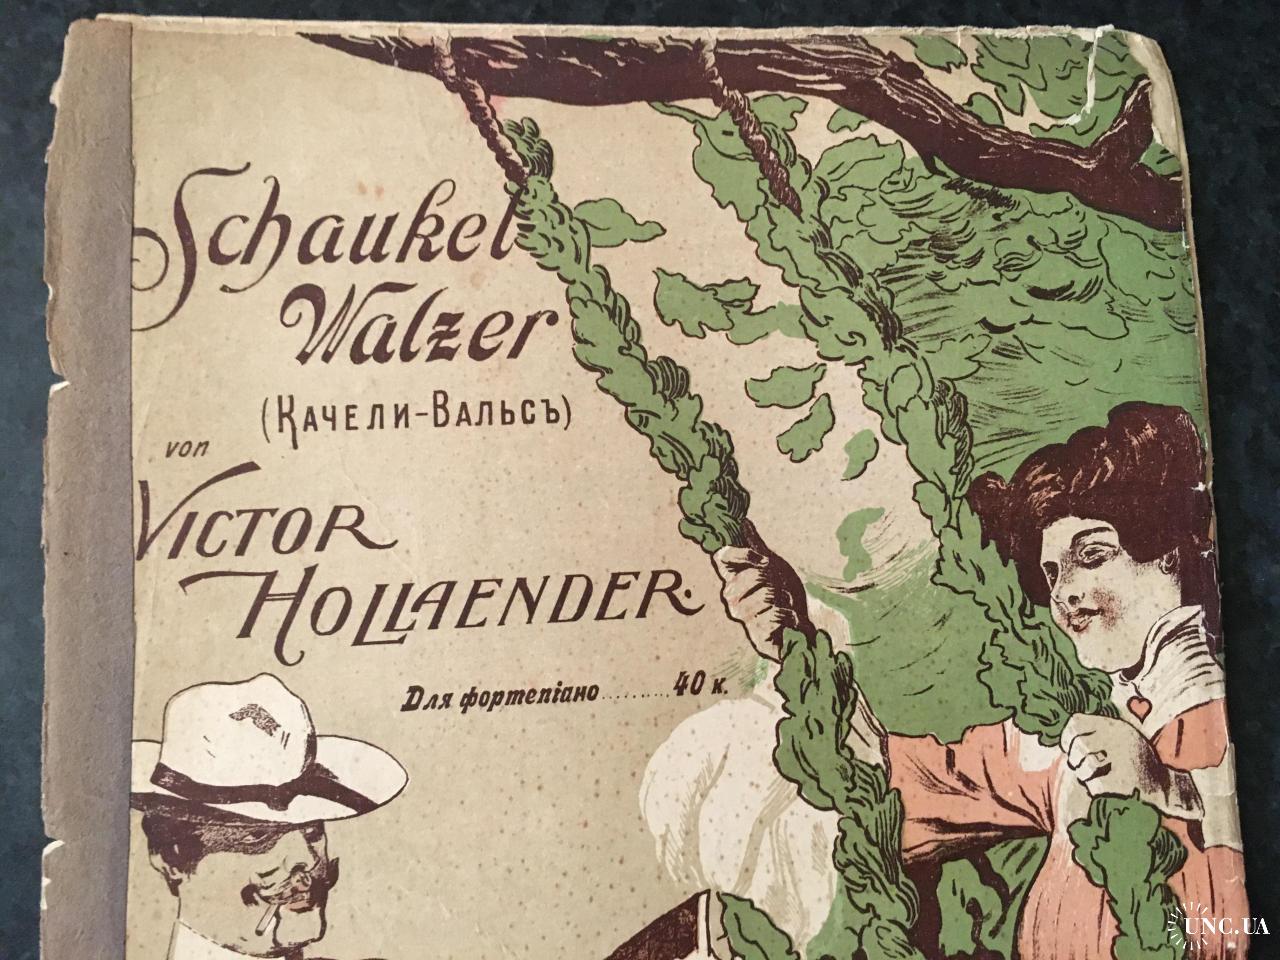 Schaukel
Walzer
(Качели-Вальсъ)
von
Victor
Hollaender.
Для фортепіано.........40 к.
UNC.UA